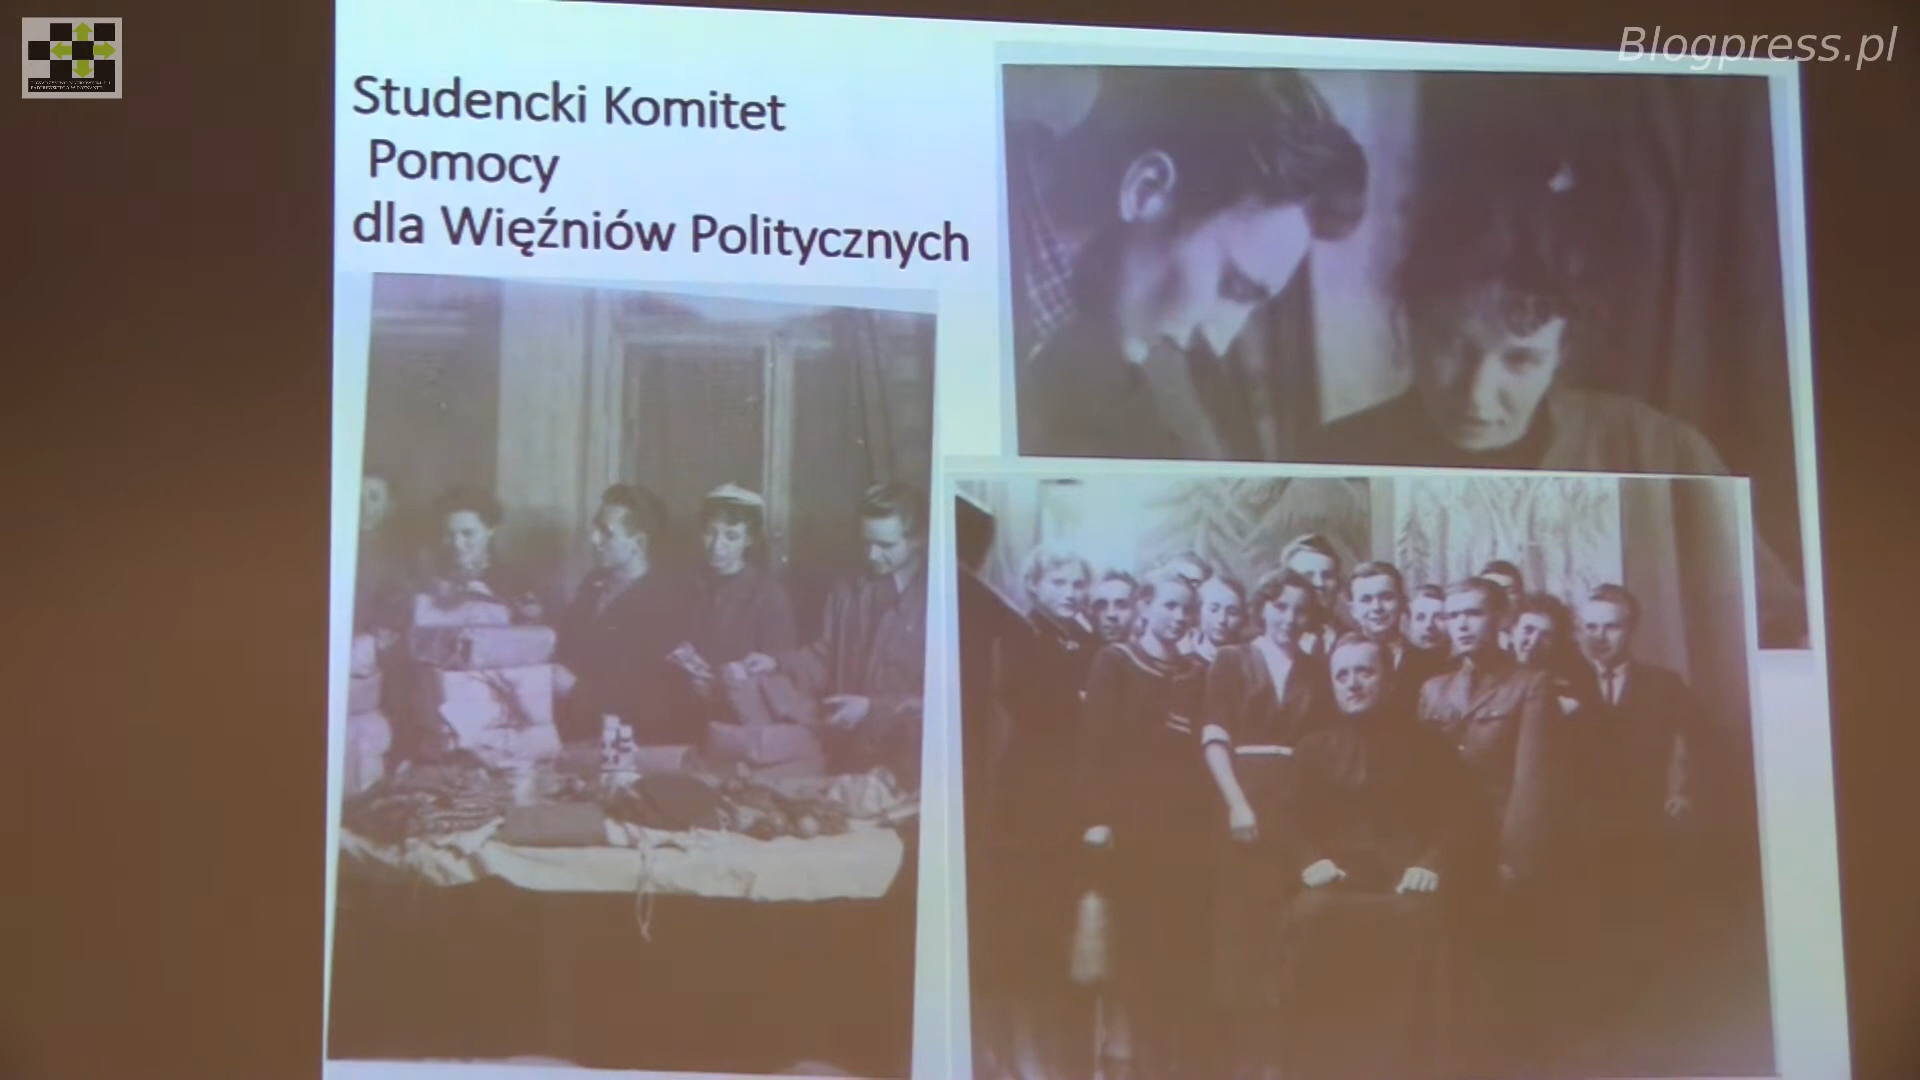 Blogpress.pl
Studencki Komitet
Pomocy
dla Więźniów Politycznych